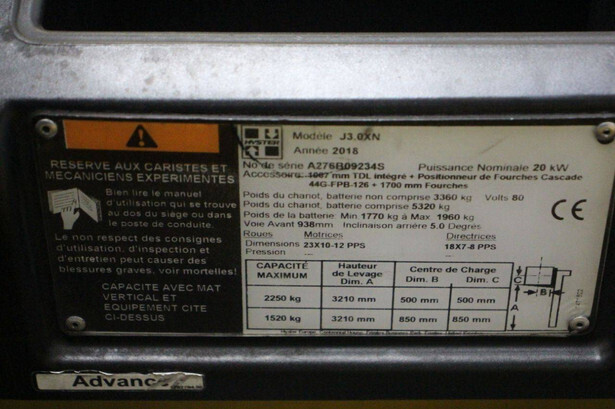 RESERVE AUX CARISTES ET
MECANICIENS EXPERIMENTES
Bien lire le manuel
d'utilisation qui se trouve
au dos du siège ou dans
le poste de conduite.
Le non respect des consignes
d'utilisation, d'inspection et
d'entretien peut causer des
blessures graves, voir mortelles!
CAPACITE AVEC MAT
VERTICAL ET
EQUIPEMENT CITE
CI-DESSUS
HYSTER
Modèle J3.0XN
Année 2018
No de série A276B09234S Puissance Nominale 20 kW
Accessoires 1067 mm TDL intégré + Positionneur de Fourches Cascade
44G-FPB-126 + 1700 mm Fourches
Poids du chariot, batterie non comprise 3360 kg Volts 80
Poids du chariot, batterie comprise 5320 kg
Poids de la batterie Min 1770 kg à Max 1960 kg
Voie Avant 938mm Inclinaison arrière 5.0 Degrés
Roues Motrices Directrices
Dimensions 23X10-12 PPS 18X7-8 PPS
Pression
CE
CAPACITÉ MAXIMUM Hauteur de Levage Dim. A Centre de Charge Dim. B Dim. C
2250 kg 3210 mm 500 mm 500 mm
1520 kg 3210 mm 850 mm 850 mm
C
B
A
Advance